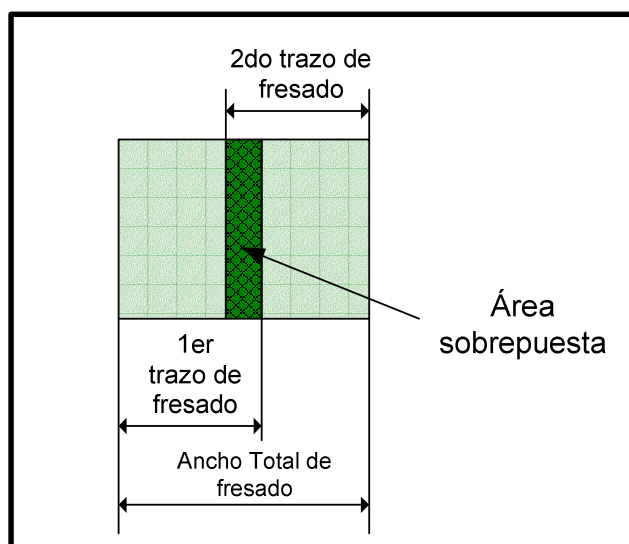 2do trazo de
fresado
Área
sobrepuesta
1er
trazo de
fresado
Ancho Total de
fresado